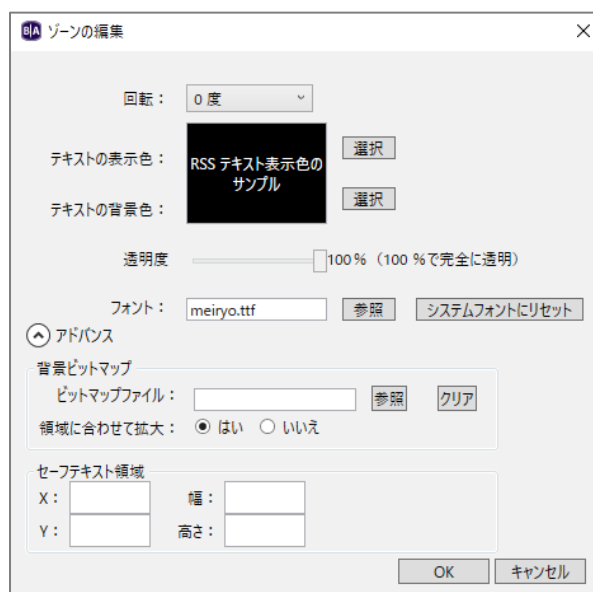 B|A ゾーンの編集
回転： 0 度
テキストの表示色：
RSS テキスト表示色の
サンプル
選択
テキストの背景色：
選択
透明度 100％（100 ％で完全に透明）
フォント： meiryo.ttf 参照 システムフォントにリセット
アドバンス
背景ビットマップ
ビットマップファイル： 参照 クリア
領域に合わせて拡大： はい いいえ
セーフテキスト領域
X： 幅：
Y： 高さ：
OK キャンセル